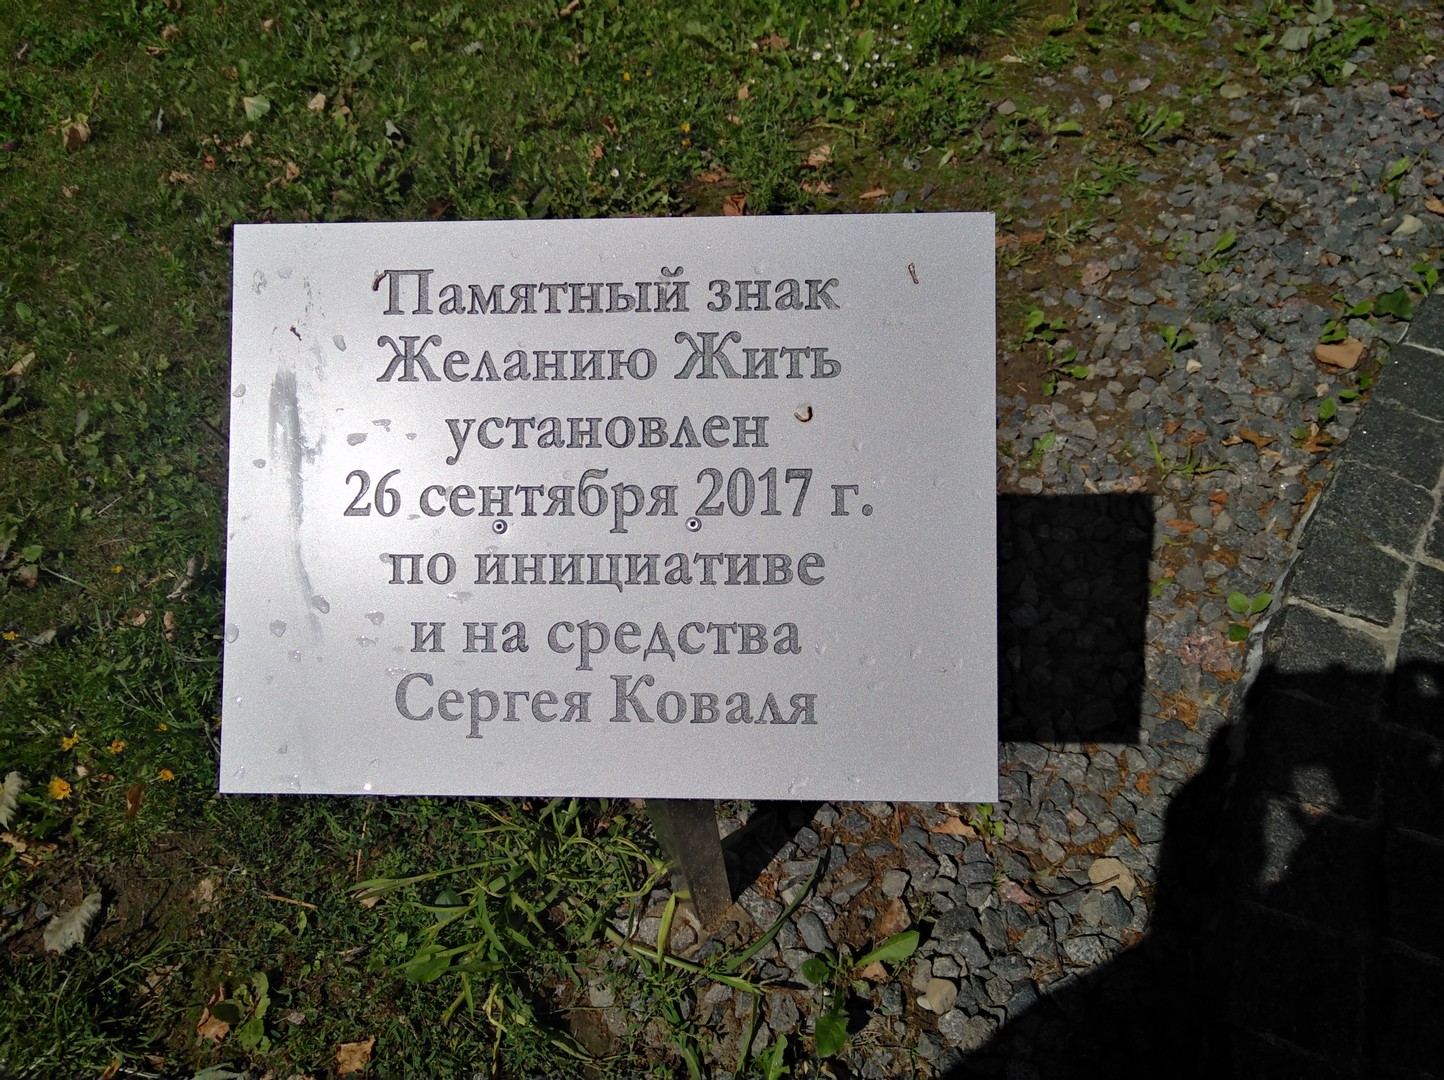 Памятный знак
Желанию Жить
установлен
26 сентября 2017 г.
по инициативе
и на средства
Сергея Коваля